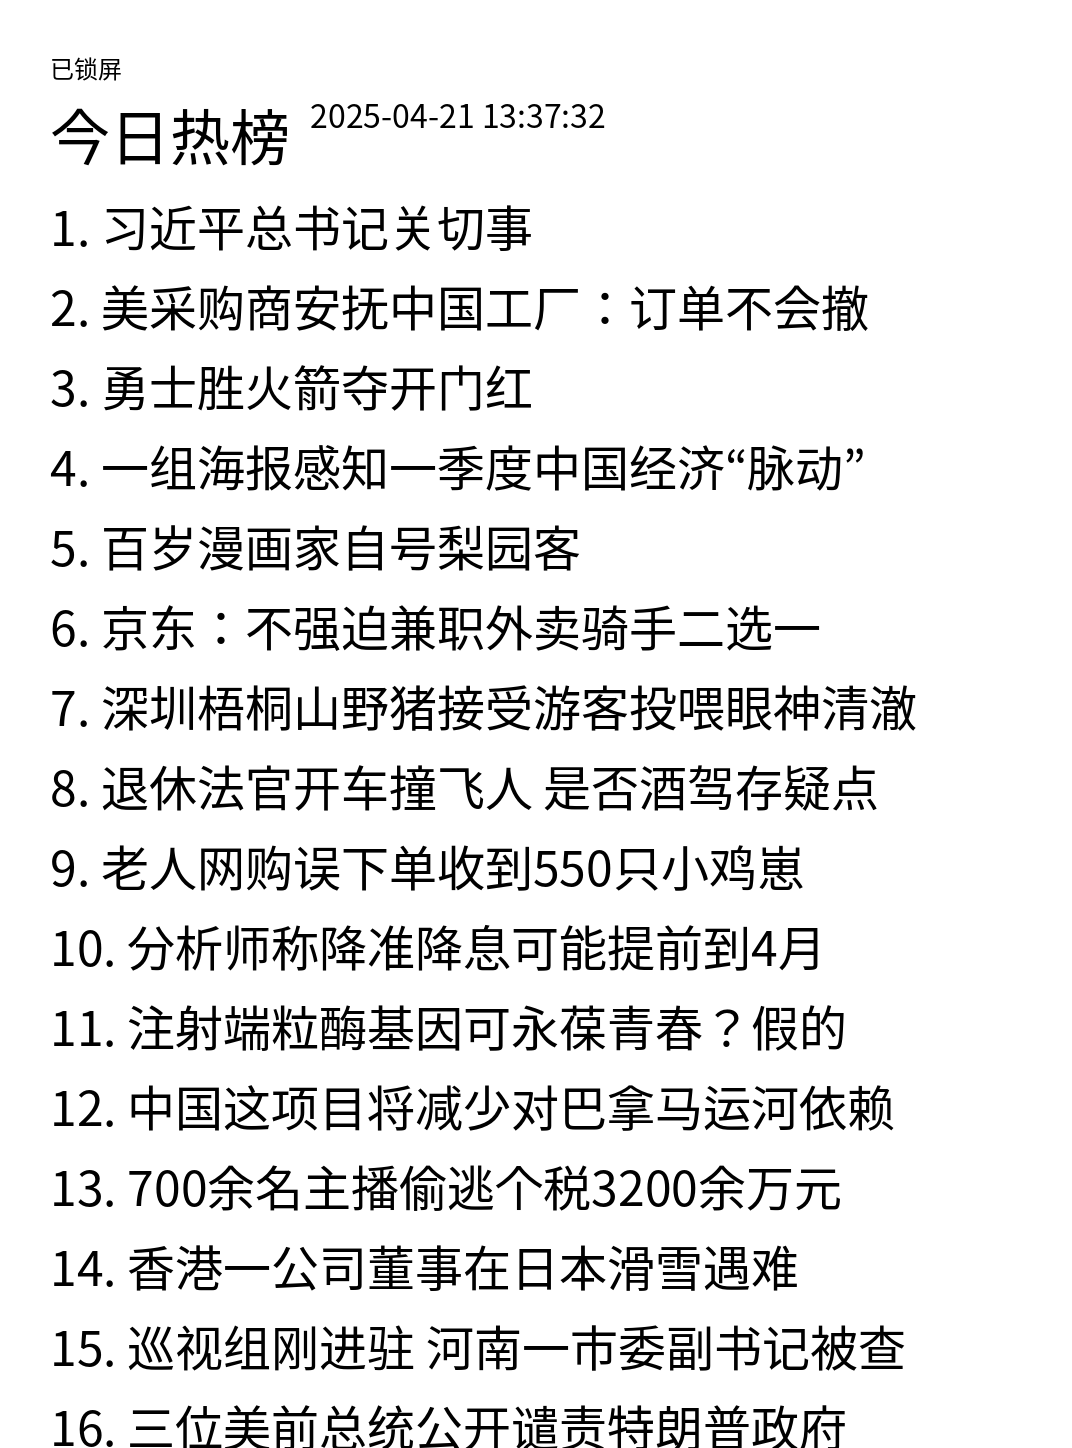 已锁屏
今日热榜 2025-04-21 13:37:32
1. 习近平总书记关切事
2. 美采购商安抚中国工厂：订单不会撤
3. 勇士胜火箭夺开门红
4. 一组海报感知一季度中国经济“脉动”
5. 百岁漫画家自号梨园客
6. 京东：不强迫兼职外卖骑手二选一
7. 深圳梧桐山野猪接受游客投喂眼神清澈
8. 退休法官开车撞飞人 是否酒驾存疑点
9. 老人网购误下单收到550只小鸡崽
10. 分析师称降准降息可能提前到4月
11. 注射端粒酶基因可永葆青春？假的
12. 中国这项目将减少对巴拿马运河依赖
13. 700余名主播偷逃个税3200余万元
14. 香港一公司董事在日本滑雪遇难
15. 巡视组刚进驻 河南一市委副书记被查
16. 三位美前总统公开谴责特朗普政府